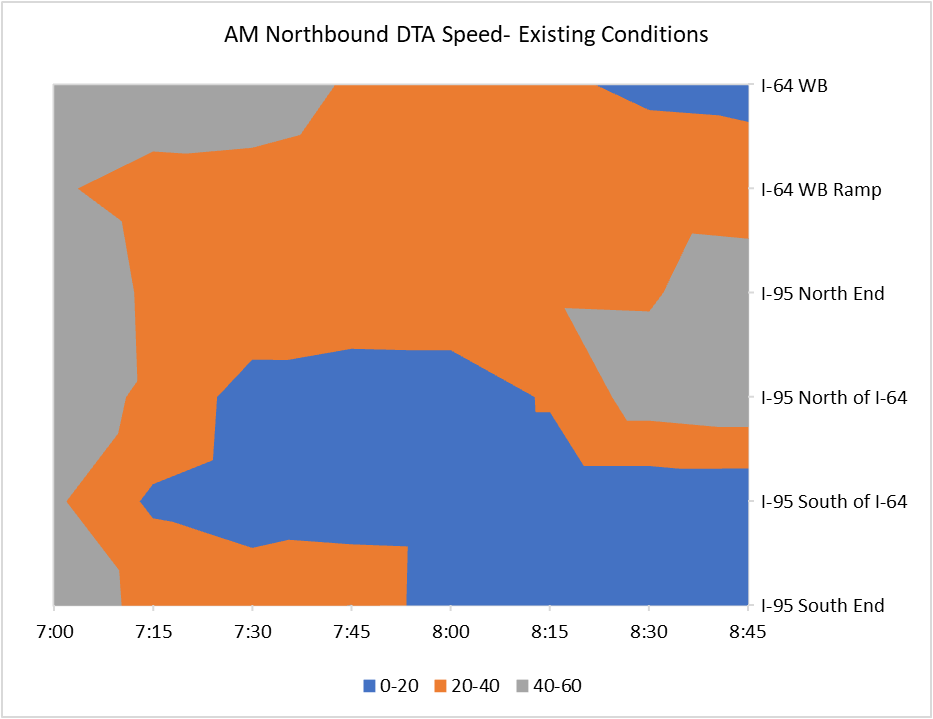 AM Northbound DTA Speed- Existing Conditions
I-64 WB
I-64 WB Ramp
I-95 North End
I-95 North of I-64
I-95 South of I-64
I-95 South End
7:00 7:15 7:30 7:45 8:00 8:15 8:30 8:45
0-20 20-40 40-60